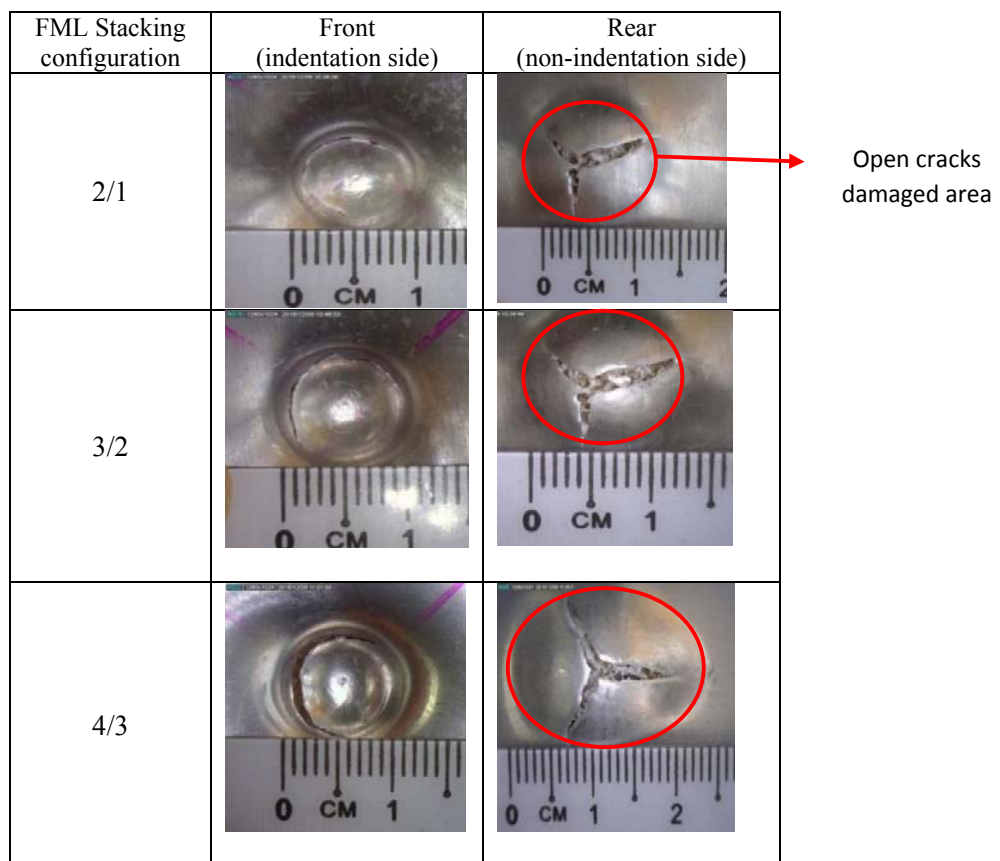 FML Stacking
configuration
Front
(indentation side)
Rear
(non-indentation side)
2/1
0 CM 1
0 CM 1 2
Open cracks
damaged area
3/2
0 CM 1
0 CM 1
4/3
0 CM 1
0 CM 1 2